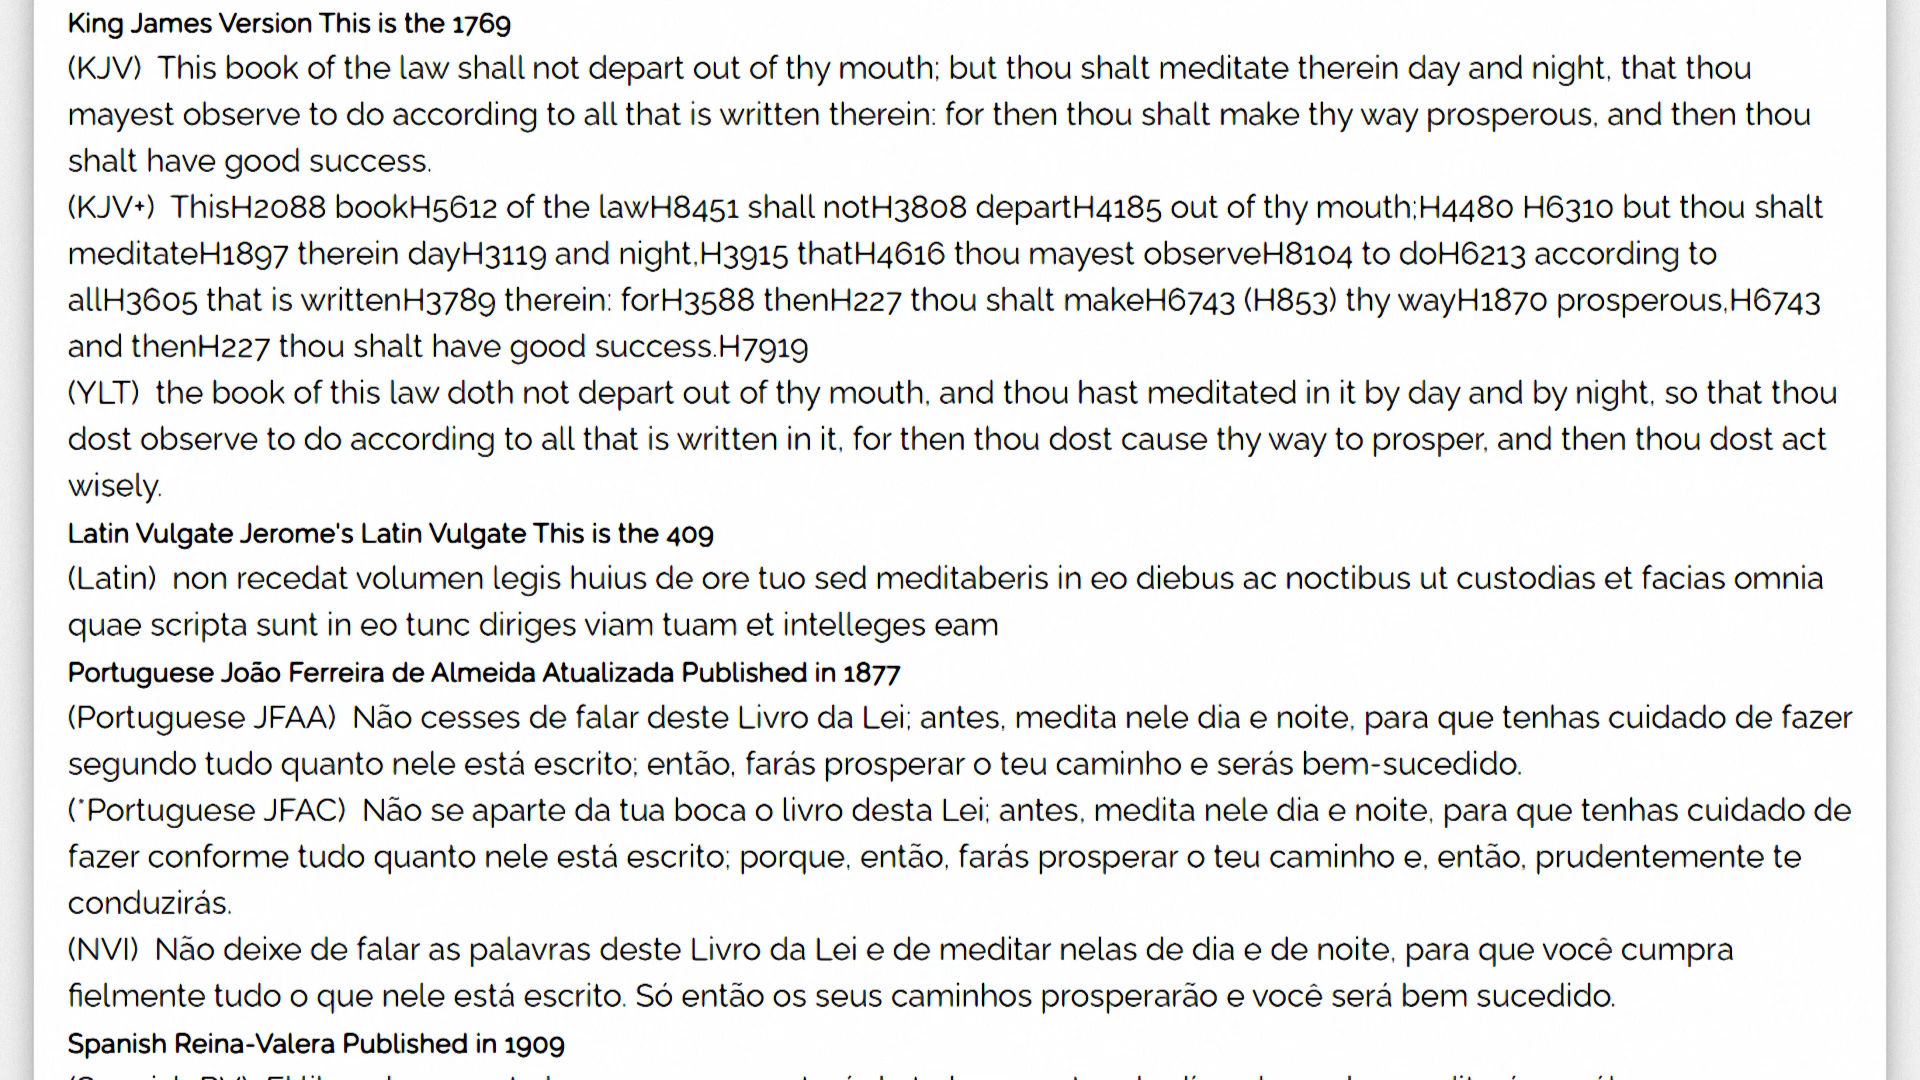 King James Version This is the 1769
(KJV) This book of the law shall not depart out of thy mouth; but thou shalt meditate therein day and night, that thou
mayest observe to do according to all that is written therein: for then thou shalt make thy way prosperous, and then thou
shalt have good success.
(KJV+) ThisH2088 bookH5612 of the lawH8451 shall notH3808 departH4185 out of thy mouth;H4480 H6310 but thou shalt
meditateH1897 therein dayH3119 and night,H3915 thatH4616 thou mayest observeH8104 to doH6213 according to
allH3605 that is writtenH3789 therein: forH3588 thenH227 thou shalt makeH6743 (H853) thy wayH1870 prosperous,H6743
and thenH227 thou shalt have good success.H7919
(YLT) the book of this law doth not depart out of thy mouth, and thou hast meditated in it by day and by night, so that thou
dost observe to do according to all that is written in it, for then thou dost cause thy way to prosper, and then thou dost act
wisely.
Latin Vulgate Jerome's Latin Vulgate This is the 409
(Latin) non recedat volumen legis huius de ore tuo sed meditaberis in eo diebus ac noctibus ut custodias et facias omnia
quae scripta sunt in eo tunc diriges viam tuam et intelleges eam
Portuguese João Ferreira de Almeida Atualizada Published in 1877
(Portuguese JFAA) Não cesses de falar deste Livro da Lei; antes, medita nele dia e noite, para que tenhas cuidado de fazer
segundo tudo quanto nele está escrito; então, farás prosperar o teu caminho e serás bem-sucedido.
(*Portuguese JFAC) Não se aparte da tua boca o livro desta Lei; antes, medita nele dia e noite, para que tenhas cuidado de
fazer conforme tudo quanto nele está escrito; porque, então, farás prosperar o teu caminho e, então, prudentemente te
conduzirás.
(NVI) Não deixe de falar as palavras deste Livro da Lei e de meditar nelas de dia e de noite, para que você cumpra
fielmente tudo o que nele está escrito. Só então os seus caminhos prosperarão e você será bem sucedido.
Spanish Reina-Valera Published in 1909